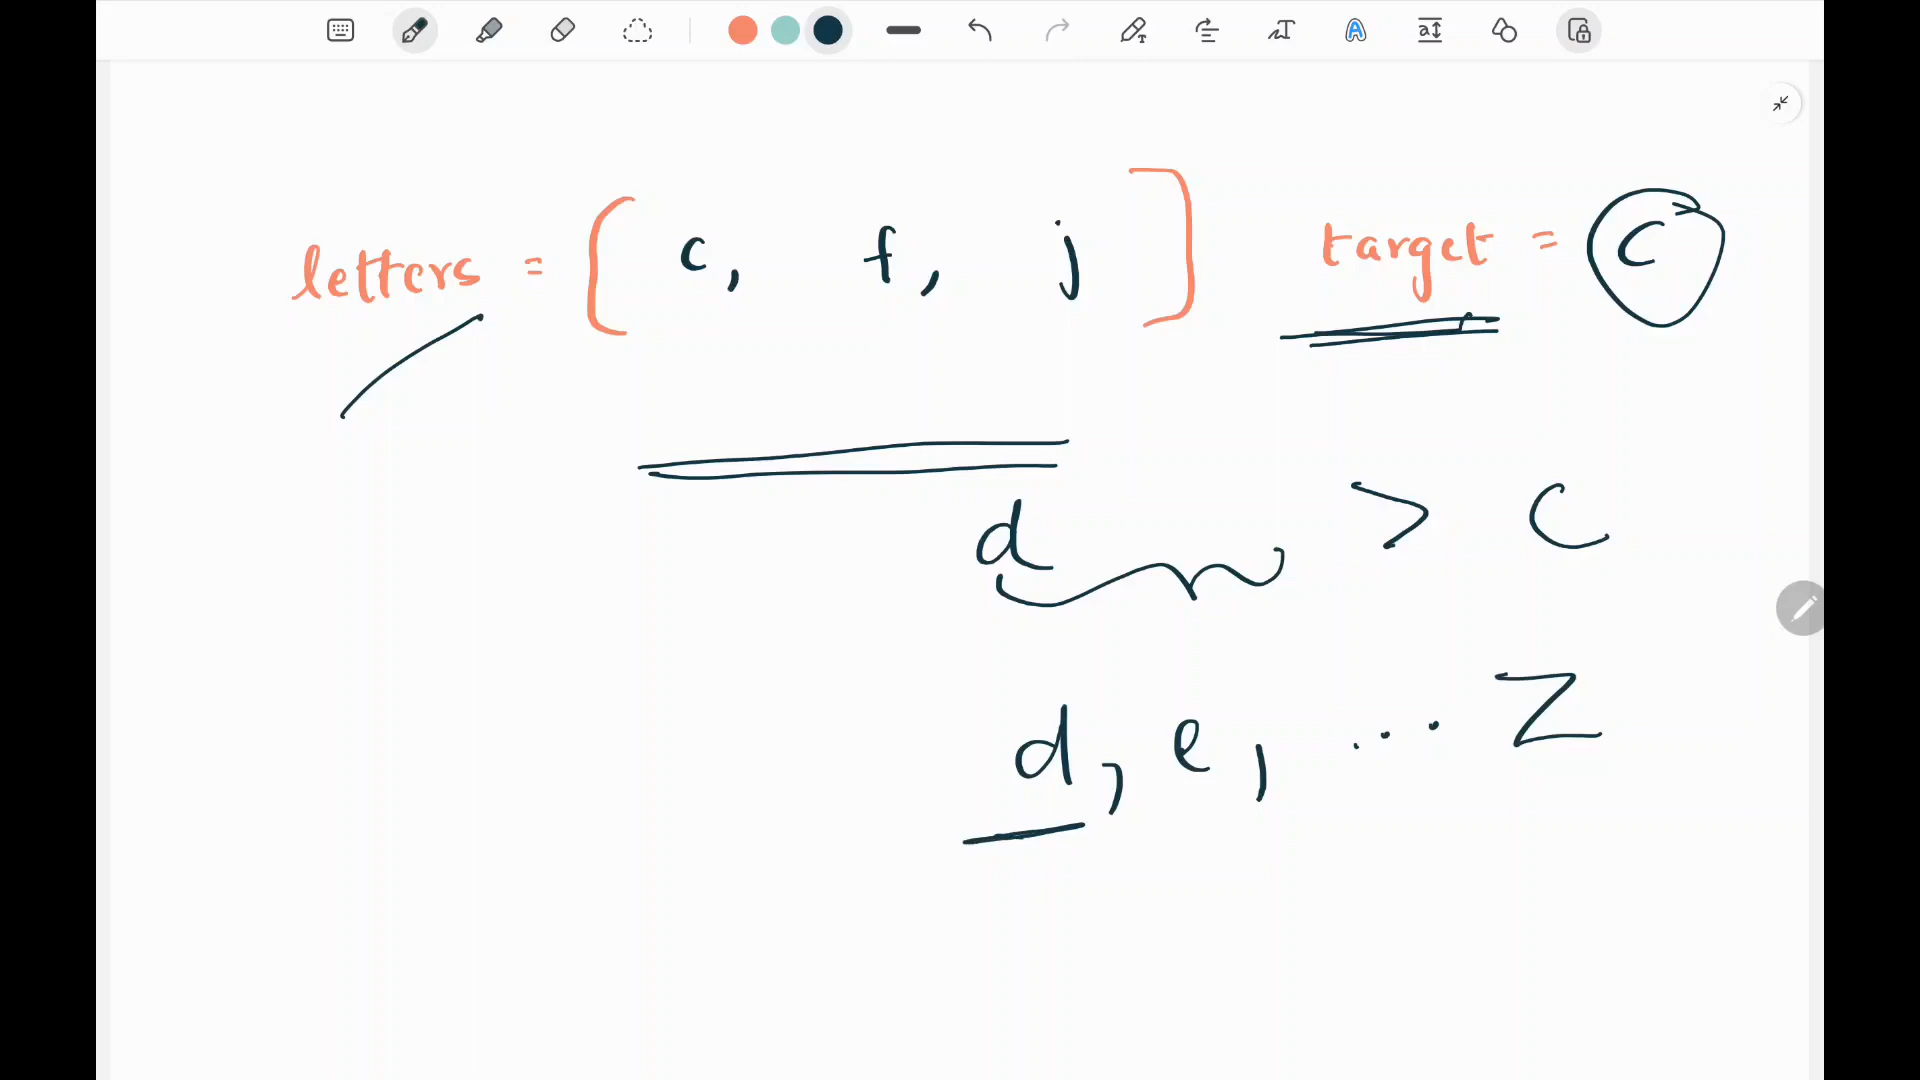 letters = [ c, f, j ] target = c
d > c
d, e, ... z